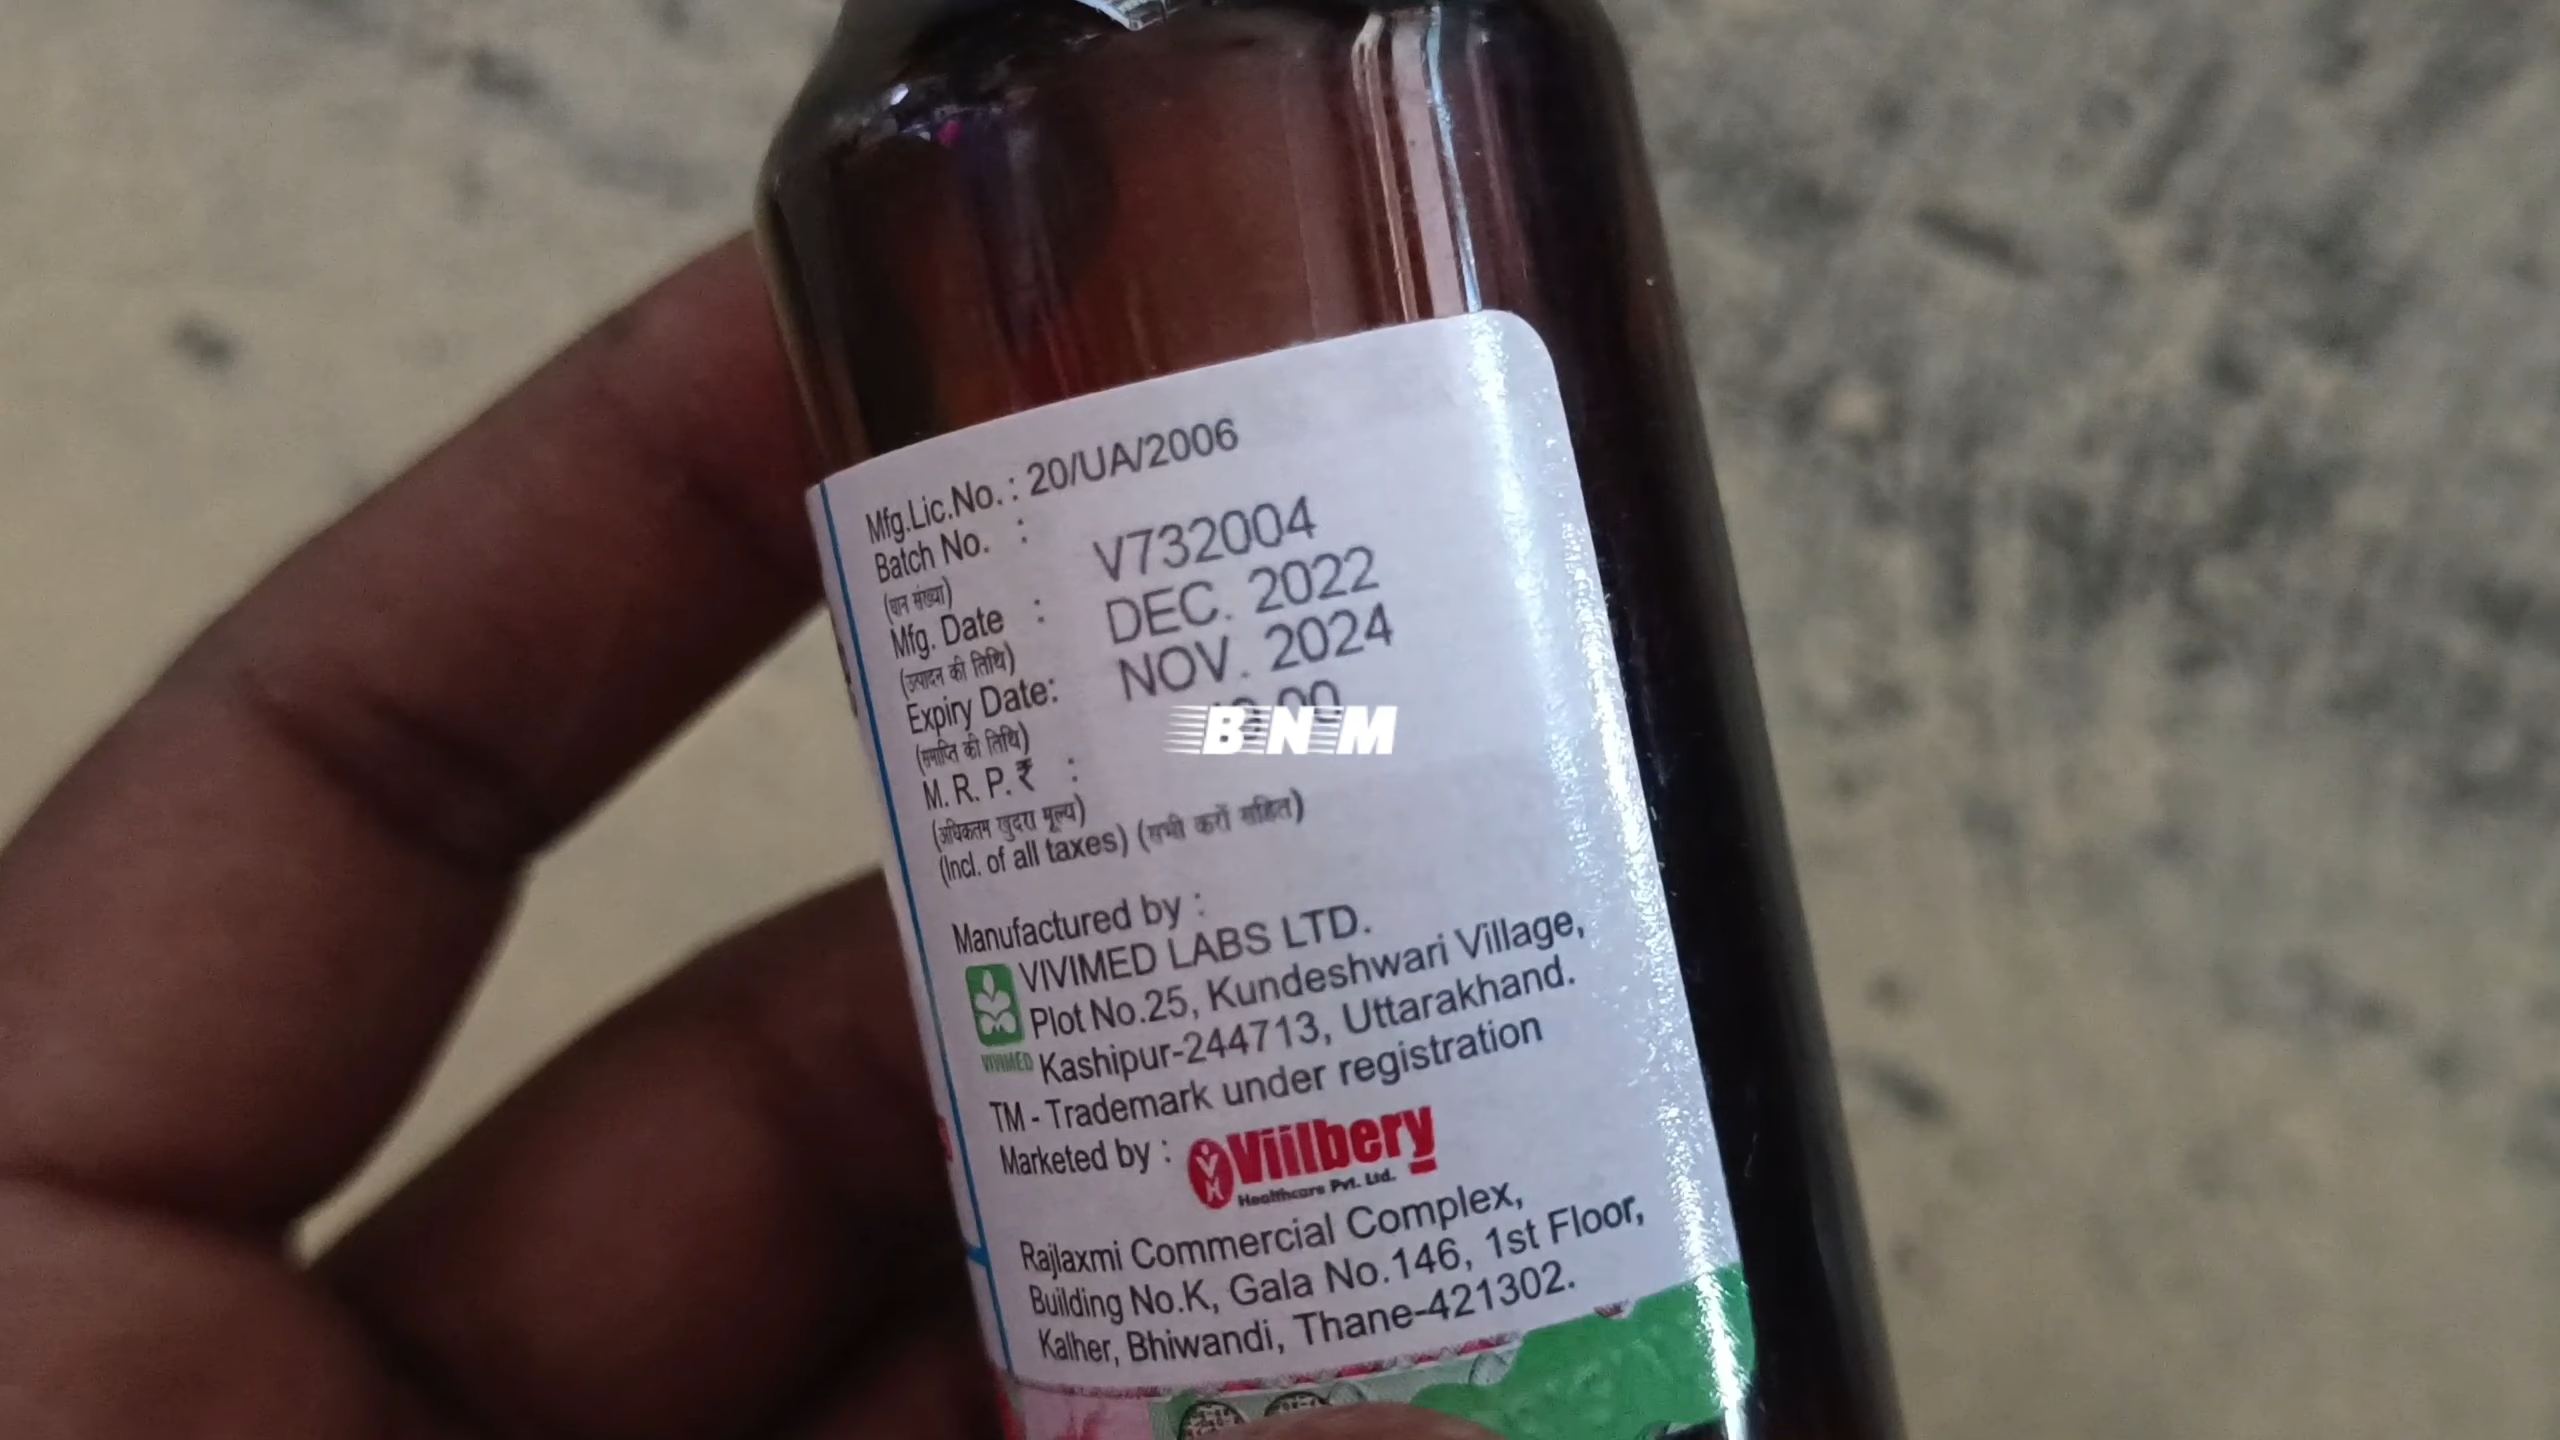 Mfg.Lic.No. : 20/UA/2006
Batch No. : V732004
(घान संख्या)
Mfg. Date : DEC. 2022
(उत्पादन की तिथि)
Expiry Date: NOV. 2024
(समाप्ति की तिथि)
M. R. P. ₹ :
BNM
(अधिकतम खुदरा मूल्य)
(Incl. of all taxes) (सभी करों सहित)
Manufactured by :
VIVIMED LABS LTD.
Plot No.25, Kundeshwari Village,
VIVIMED Kashipur-244713, Uttarakhand.
TM - Trademark under registration
Marketed by : VVH Viilbery
Healthcare Pvt. Ltd.
Rajlaxmi Commercial Complex,
Building No.K, Gala No.146, 1st Floor,
Kalher, Bhiwandi, Thane-421302.